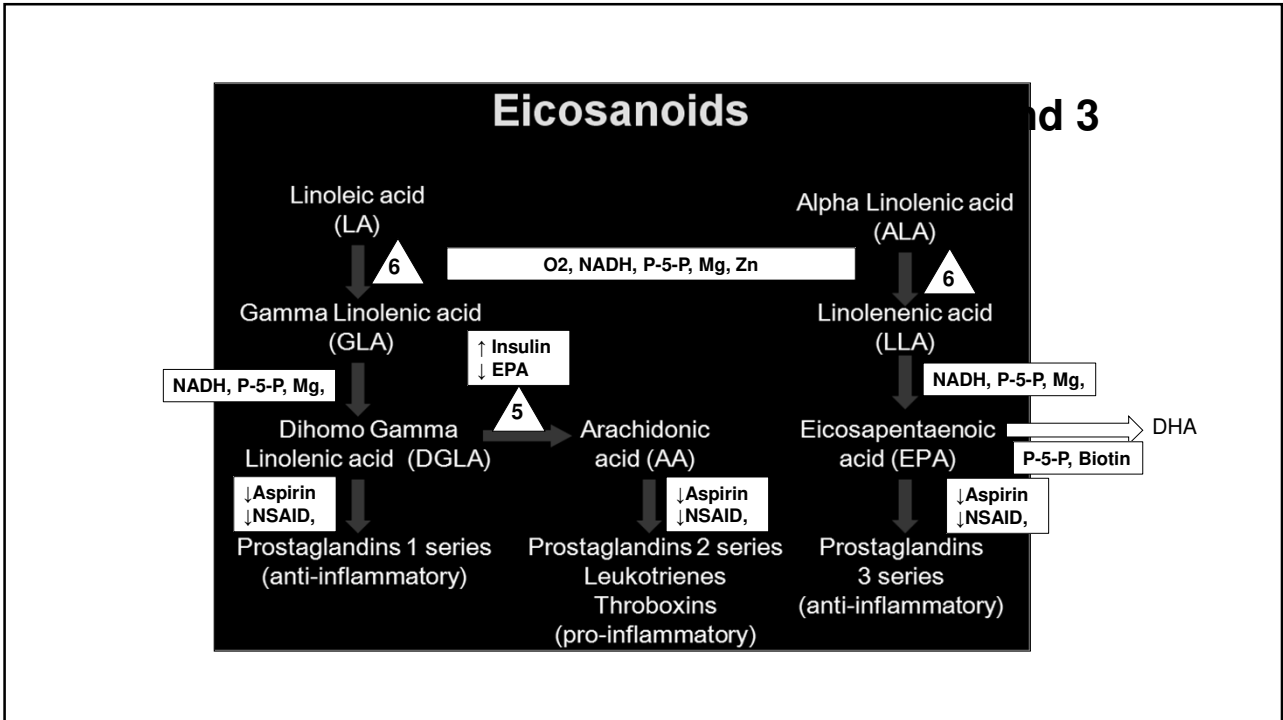 Eicosanoids
nd 3
Linoleic acid
(LA)
Alpha Linolenic acid
(ALA)
6
O2, NADH, P-5-P, Mg, Zn
6
Gamma Linolenic acid
(GLA)
Linolenenic acid
(LLA)
↑ Insulin
↓ EPA
NADH, P-5-P, Mg,
NADH, P-5-P, Mg,
5
Dihomo Gamma
Linolenic acid (DGLA)
Arachidonic
acid (AA)
Eicosapentaenoic
acid (EPA)
DHA
P-5-P, Biotin
↓Aspirin
↓NSAID,
↓Aspirin
↓NSAID,
↓Aspirin
↓NSAID,
Prostaglandins 1 series
(anti-inflammatory)
Prostaglandins 2 series
Leukotrienes
Throboxins
(pro-inflammatory)
Prostaglandins
3 series
(anti-inflammatory)